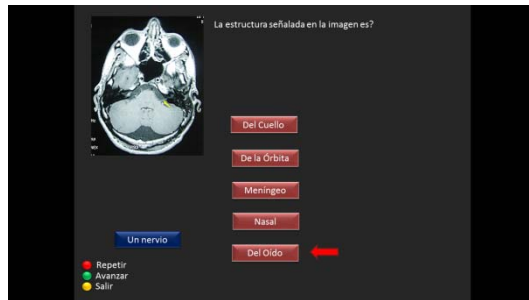 La estructura señalada en la imagen es?
Del Cuello
De la Órbita
Meníngeo
Nasal
Un nervio
Del Oído
Repetir
Avanzar
Salir